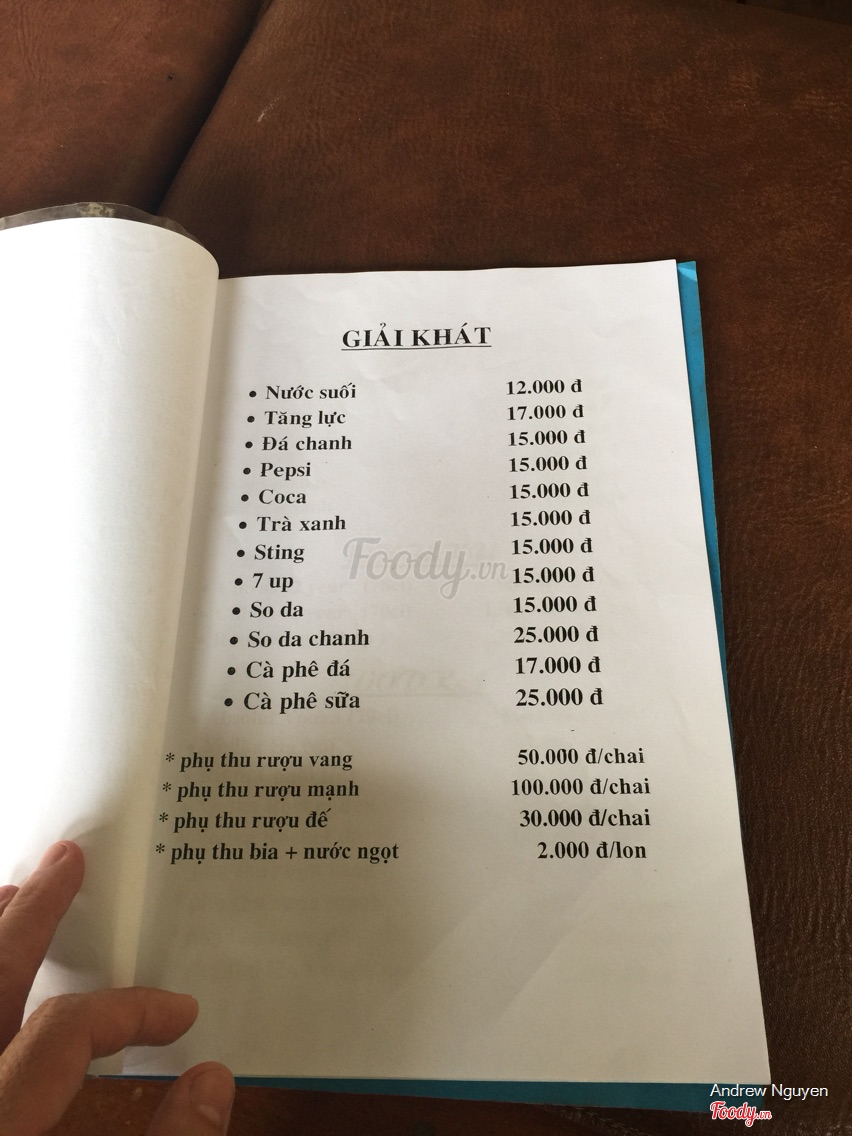 GIẢI KHÁT
• Nước suối 12.000 đ
• Tăng lực 17.000 đ
• Đá chanh 15.000 đ
• Pepsi 15.000 đ
• Coca 15.000 đ
• Trà xanh 15.000 đ
• Sting 15.000 đ
• 7 up 15.000 đ
• So da 15.000 đ
• So da chanh 25.000 đ
• Cà phê đá 17.000 đ
• Cà phê sữa 25.000 đ
* phụ thu rượu vang 50.000 đ/chai
* phụ thu rượu mạnh 100.000 đ/chai
* phụ thu rượu đế 30.000 đ/chai
* phụ thu bia + nước ngọt 2.000 đ/lon
Foody.vn
Andrew Nguyen
Foody.vn